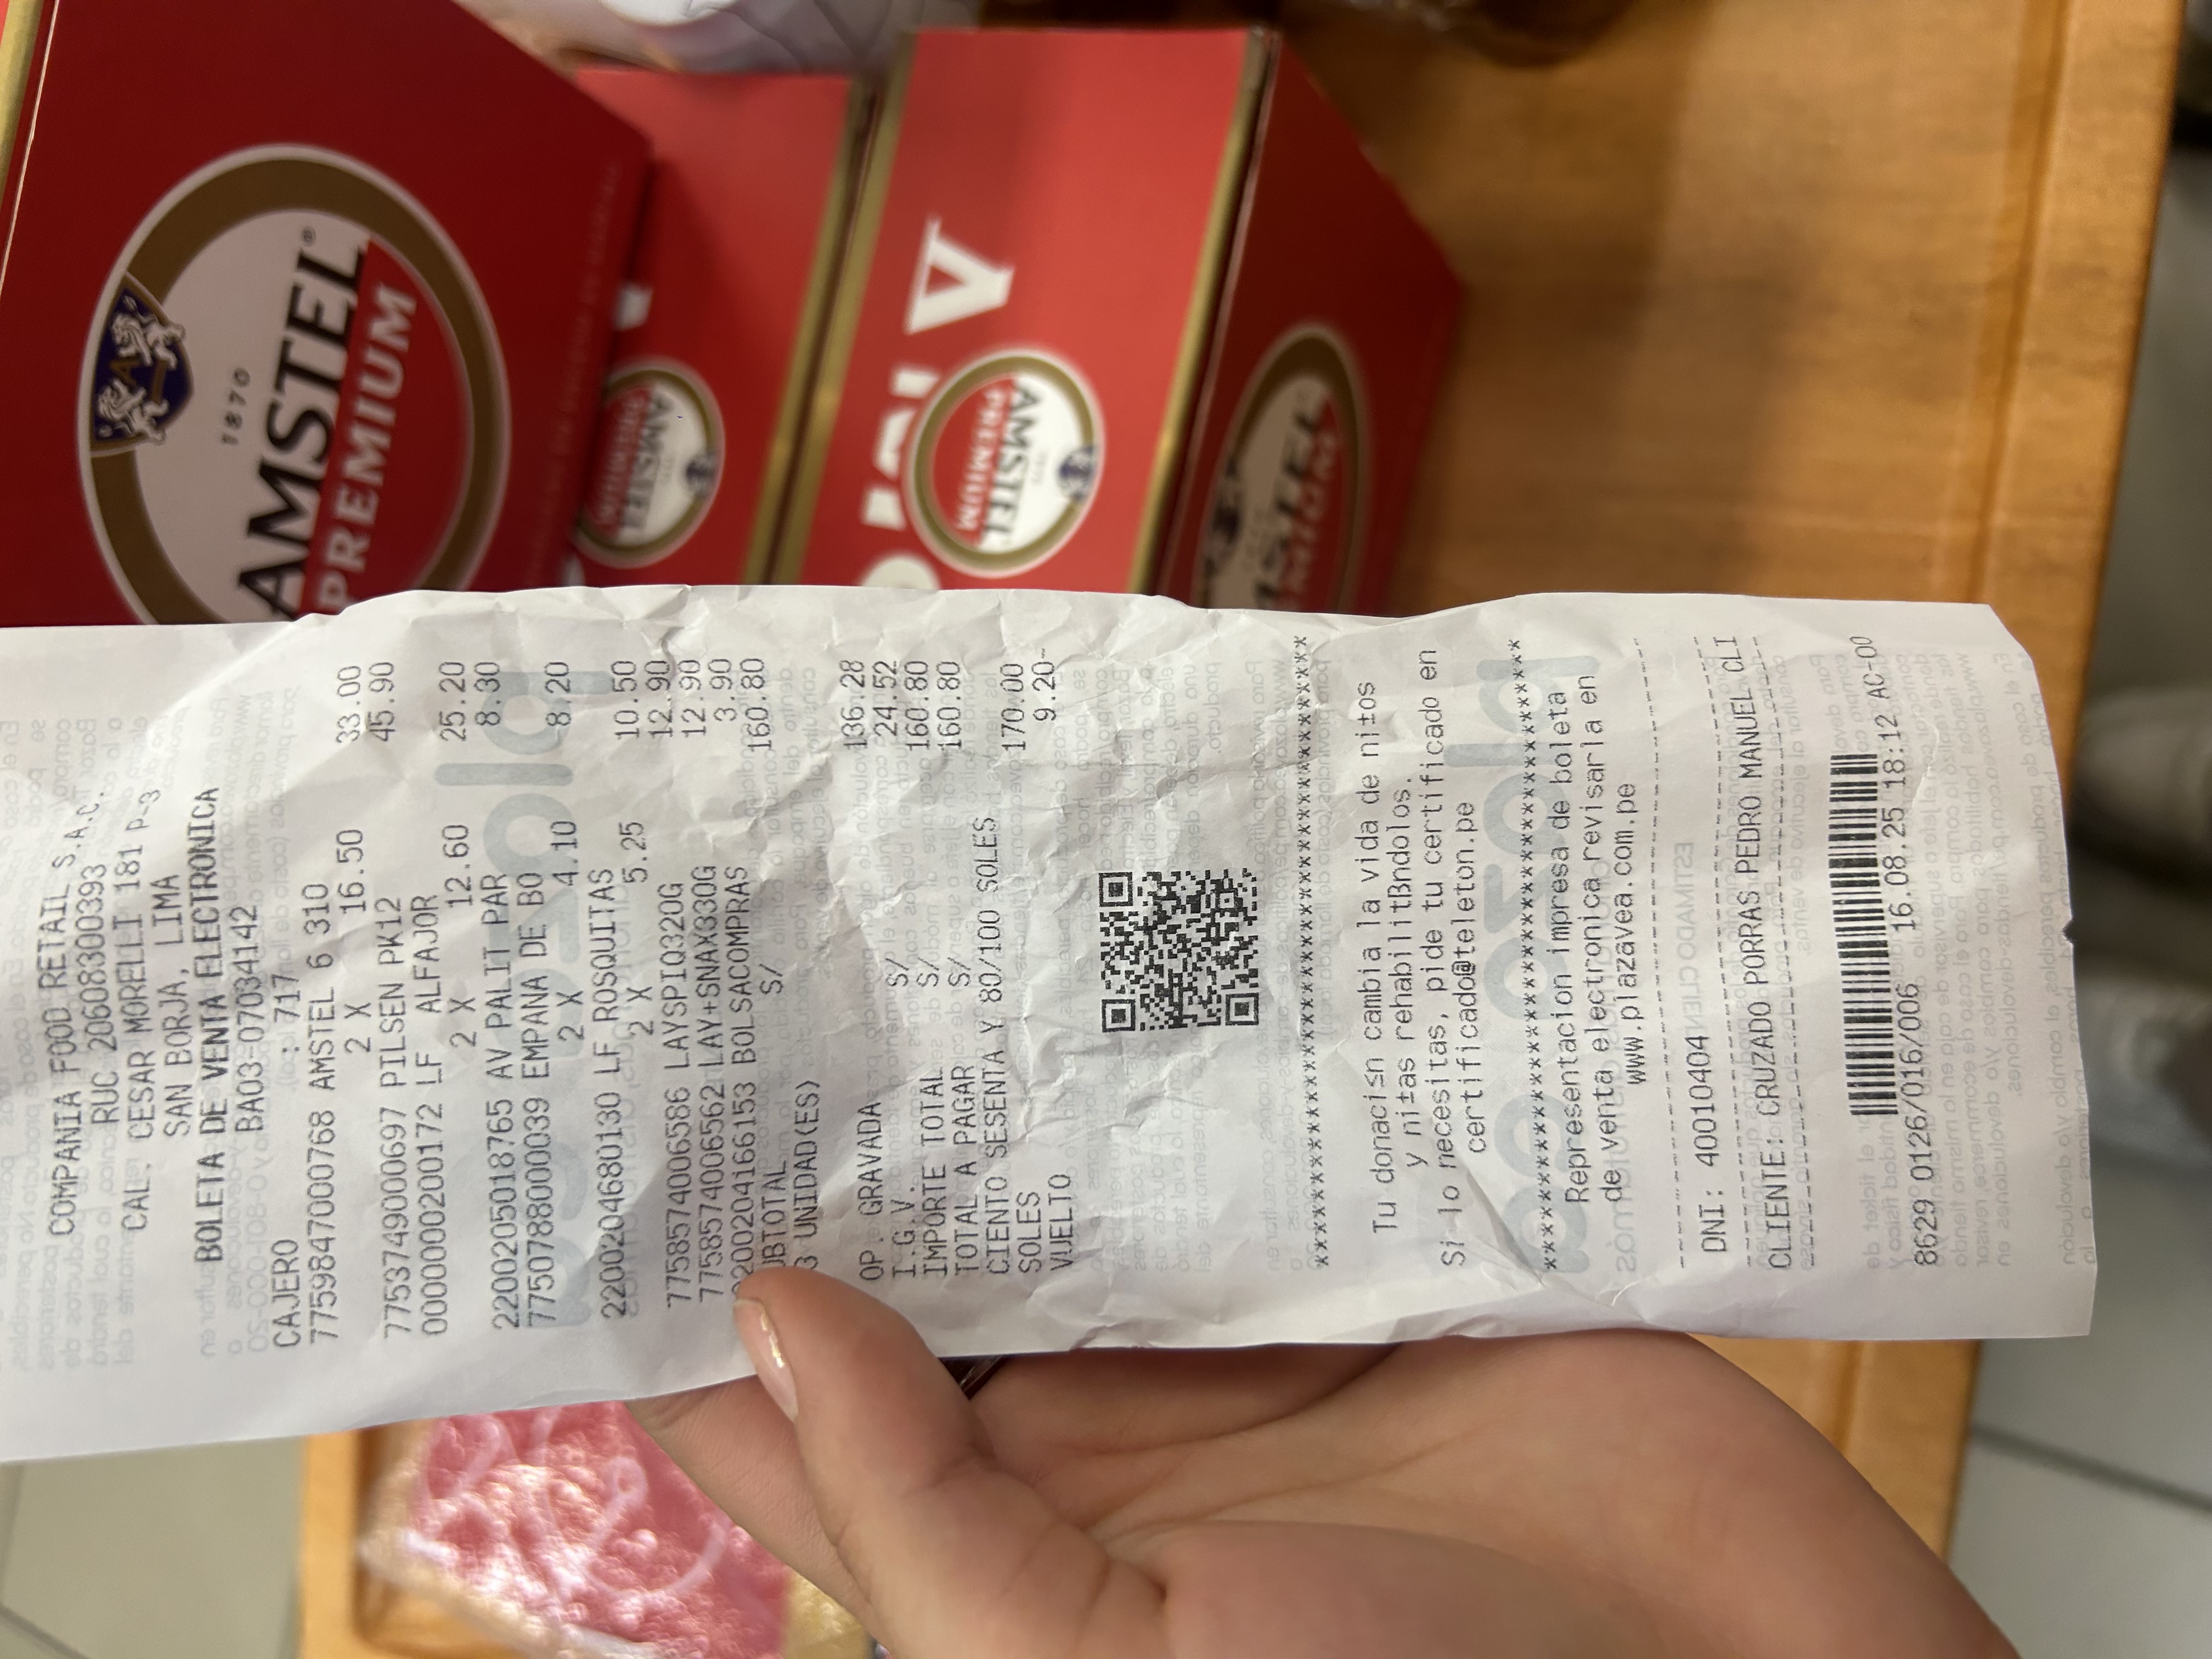 COMPANIA FOOD RETAIL S.A.C.
RUC 20608300393
CAL. CESAR MORELLI 181 P-3
SAN BORJA, LIMA
BOLETA DE VENTA ELECTRONICA
BA03-07034142
CAJERO : 717
7759847000768 AMSTEL 6 310
2 X 16.50 33.00
7753749000697 PILSEN PK12 45.90
0000000200172 LF ALFAJOR
2 X 12.60 25.20
2200205018765 AV PALIT PAR 8.30
7750788000039 EMPANA DE BO
2 X 4.10 8.20
2200204680130 LF ROSQUITAS
2 X 5.25 10.50
7758574006586 LAYSPIQ320G 12.90
7758574006562 LAY+SNAX330G 12.90
200204166153 BOLSACOMPRAS 3.90
UBTOTAL S/ 160.80
3 UNIDAD(ES)
OP. GRAVADA 136.28
I.G.V. S/ 24.52
IMPORTE TOTAL S/ 160.80
TOTAL A PAGAR S/ 160.80
CIENTO SESENTA Y 80/100 SOLES
SOLES 170.00
VUELTO 9.20-
****************************************
Tu donaci≤n cambia la vida de ni±os
y ni±as rehabilitßndolos.
Si lo necesitas, pide tu certificado en
certificado@teleton.pe
****************************************
Representacion impresa de boleta
de venta electronica revisarla en
www.plazavea.com.pe
DNI: 40010404
CLIENTE: CRUZADO PORRAS PEDRO MANUEL CLI
8629 0126/016/006 16.08.25 18:12 AC-00
1870
AMSTEL
PREMIUM
AMSTEL
PREMIUM
AMSTEL
PREMIUM